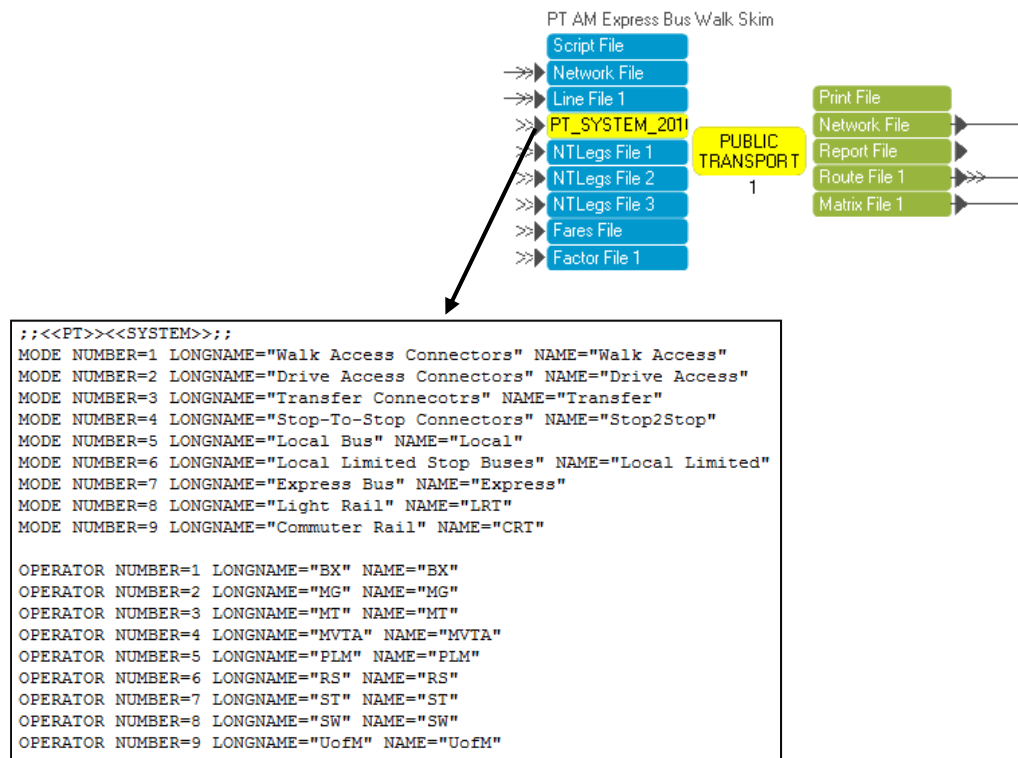 PT AM Express Bus Walk Skim
Script File
Network File
Line File 1
PT_SYSTEM_201
NTLegs File 1
NTLegs File 2
NTLegs File 3
Fares File
Factor File 1
PUBLIC
TRANSPORT
1
Print File
Network File
Report File
Route File 1
Matrix File 1
;;<<PT>><<SYSTEM>>;;
MODE NUMBER=1 LONGNAME="Walk Access Connectors" NAME="Walk Access"
MODE NUMBER=2 LONGNAME="Drive Access Connectors" NAME="Drive Access"
MODE NUMBER=3 LONGNAME="Transfer Connecotrs" NAME="Transfer"
MODE NUMBER=4 LONGNAME="Stop-To-Stop Connectors" NAME="Stop2Stop"
MODE NUMBER=5 LONGNAME="Local Bus" NAME="Local"
MODE NUMBER=6 LONGNAME="Local Limited Stop Buses" NAME="Local Limited"
MODE NUMBER=7 LONGNAME="Express Bus" NAME="Express"
MODE NUMBER=8 LONGNAME="Light Rail" NAME="LRT"
MODE NUMBER=9 LONGNAME="Commuter Rail" NAME="CRT"
OPERATOR NUMBER=1 LONGNAME="BX" NAME="BX"
OPERATOR NUMBER=2 LONGNAME="MG" NAME="MG"
OPERATOR NUMBER=3 LONGNAME="MT" NAME="MT"
OPERATOR NUMBER=4 LONGNAME="MVTA" NAME="MVTA"
OPERATOR NUMBER=5 LONGNAME="PLM" NAME="PLM"
OPERATOR NUMBER=6 LONGNAME="RS" NAME="RS"
OPERATOR NUMBER=7 LONGNAME="ST" NAME="ST"
OPERATOR NUMBER=8 LONGNAME="SW" NAME="SW"
OPERATOR NUMBER=9 LONGNAME="UofM" NAME="UofM"